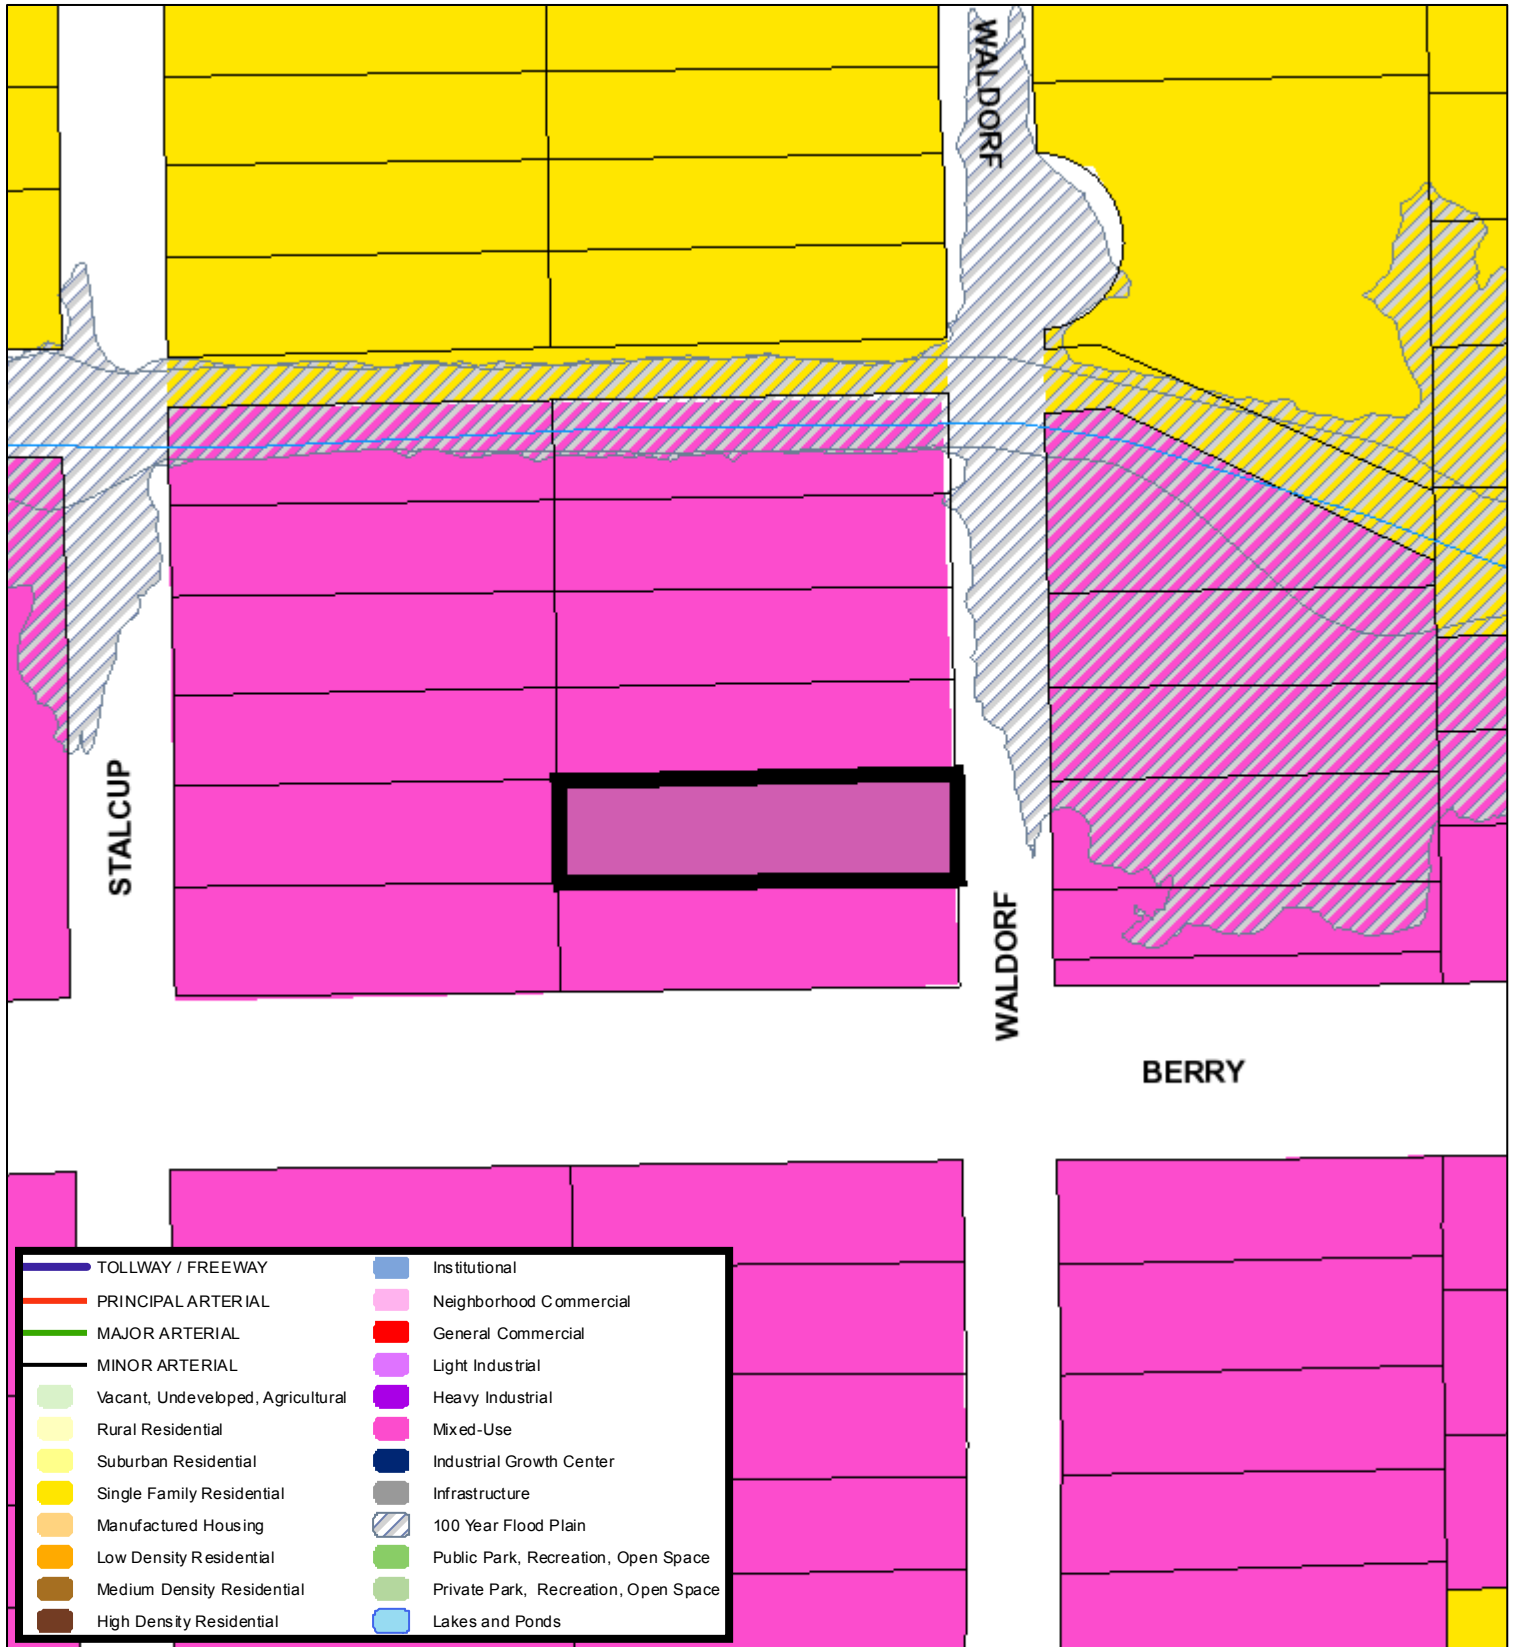 WALDORF
STALCUP
WALDORF
BERRY
TOLLWAY / FREEWAY
PRINCIPAL ARTERIAL
MAJOR ARTERIAL
MINOR ARTERIAL
Vacant, Undeveloped, Agricultural
Rural Residential
Suburban Residential
Single Family Residential
Manufactured Housing
Low Density Residential
Medium Density Residential
High Density Residential
Institutional
Neighborhood Commercial
General Commercial
Light Industrial
Heavy Industrial
Mixed-Use
Industrial Growth Center
Infrastructure
100 Year Flood Plain
Public Park, Recreation, Open Space
Private Park, Recreation, Open Space
Lakes and Ponds